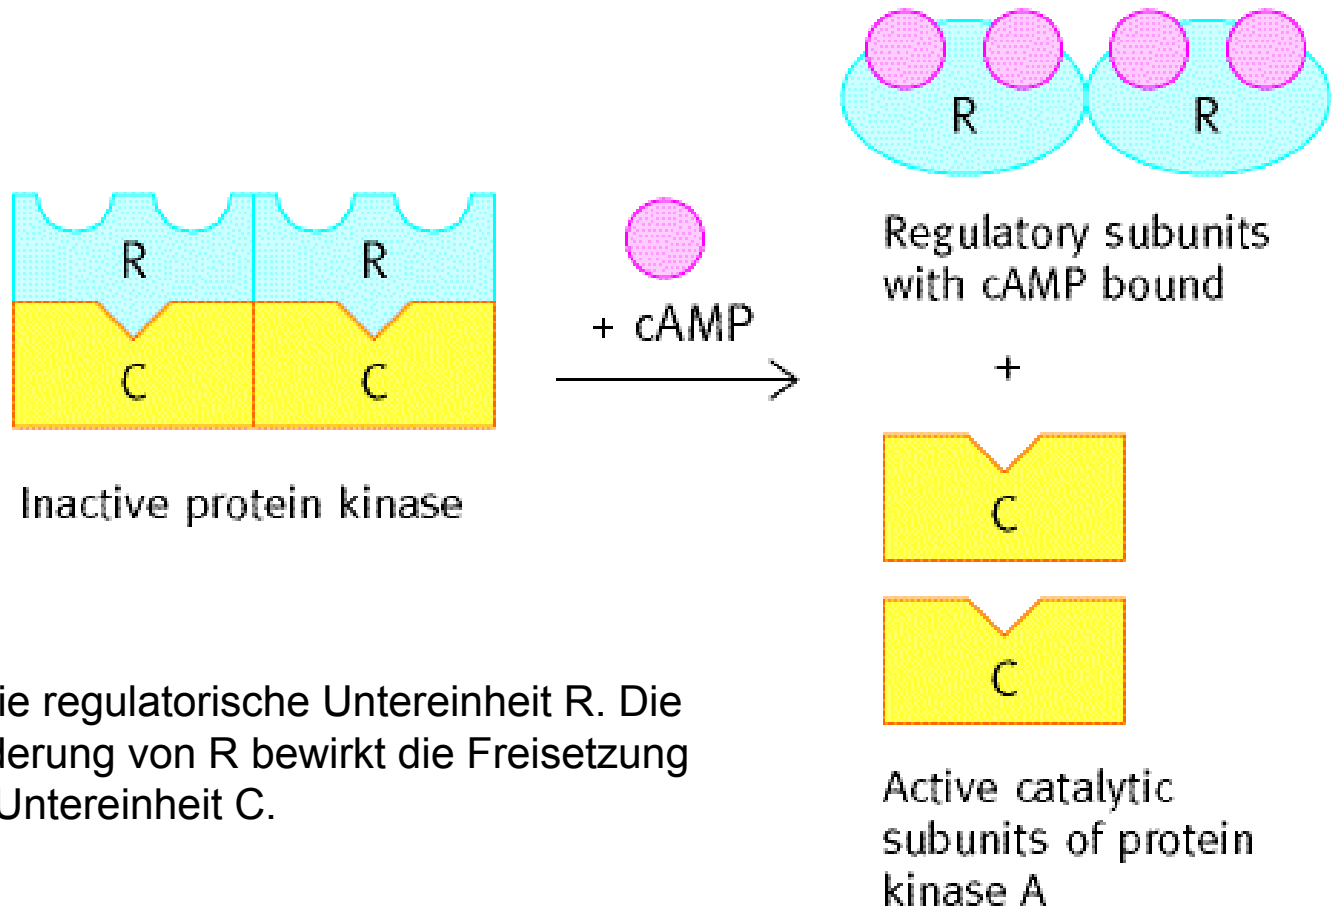 R R
C C
Inactive protein kinase
+ cAMP
R R
Regulatory subunits
with cAMP bound
+
C
C
Active catalytic
subunits of protein
kinase A
ie regulatorische Untereinheit R. Die
derung von R bewirkt die Freisetzung
Untereinheit C.